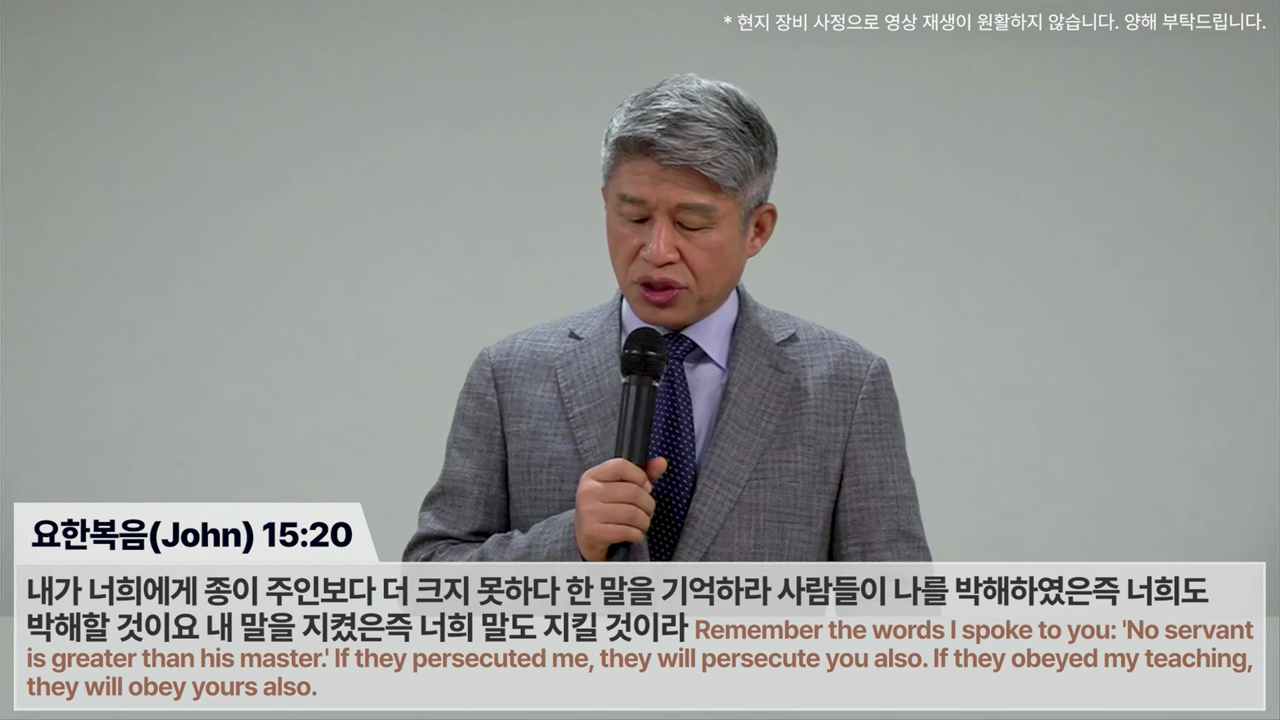 * 현지 장비 사정으로 영상 재생이 원활하지 않습니다. 양해 부탁드립니다.
요한복음(John) 15:20
내가 너희에게 종이 주인보다 더 크지 못하다 한 말을 기억하라 사람들이 나를 박해하였은즉 너희도
박해할 것이요 내 말을 지켰은즉 너희 말도 지킬 것이라 Remember the words I spoke to you: 'No servant
is greater than his master.' If they persecuted me, they will persecute you also. If they obeyed my teaching,
they will obey yours also.